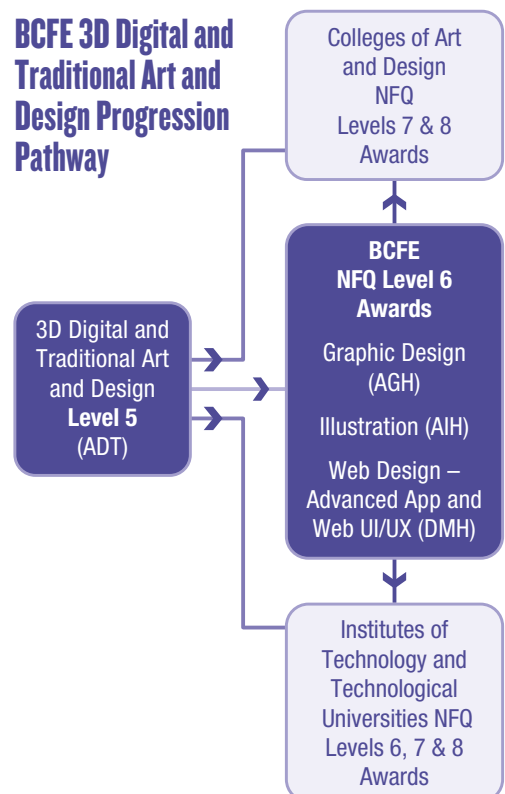 BCFE 3D Digital and
Traditional Art and
Design Progression
Pathway
Colleges of Art
and Design
NFQ
Levels 7 & 8
Awards
BCFE
NFQ Level 6
Awards
Graphic Design
(AGH)
Illustration (AIH)
Web Design –
Advanced App and
Web UI/UX (DMH)
3D Digital and
Traditional Art
and Design
Level 5
(ADT)
Institutes of
Technology and
Technological
Universities NFQ
Levels 6, 7 & 8
Awards